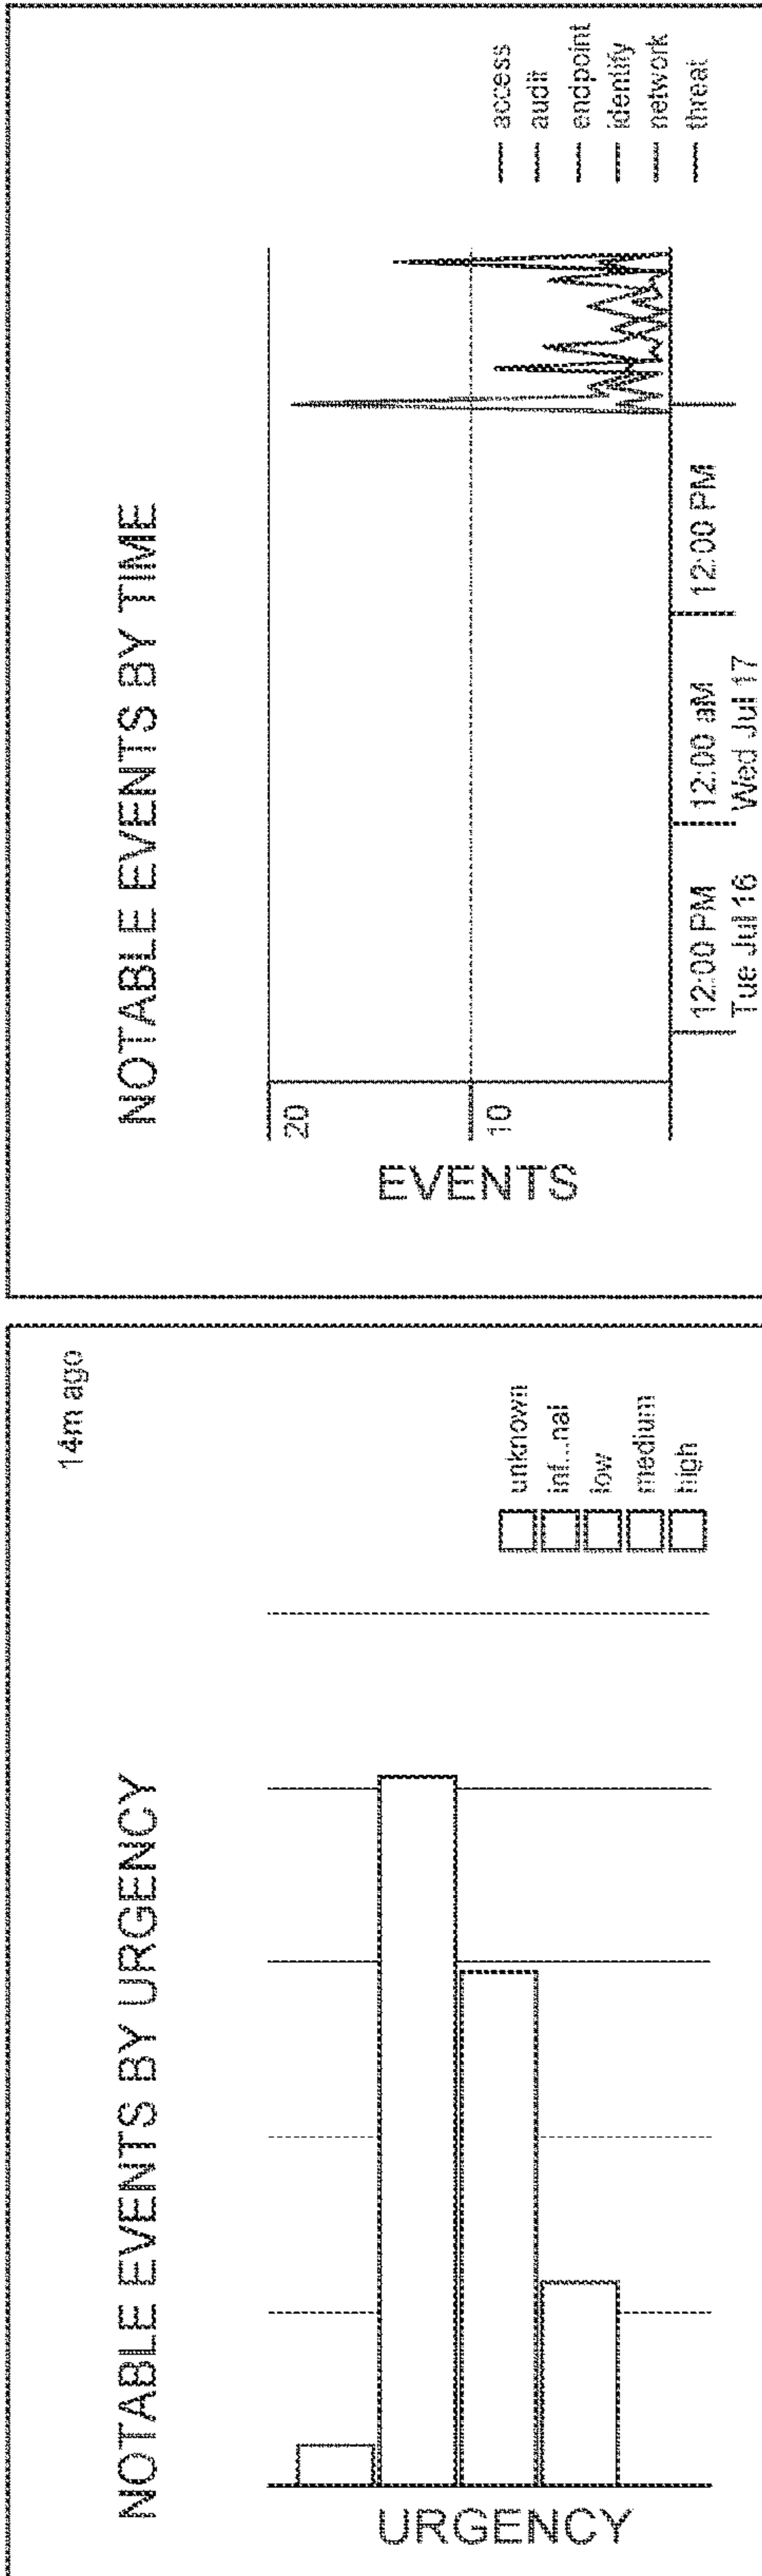 14m ago
NOTABLE EVENTS BY URGENCY
URGENCY
unknown
inf...nal
low
medium
high
NOTABLE EVENTS BY TIME
EVENTS
20
10
12:00 PM
Tue Jul 16
12:00 aM
Wed Jul 17
12:00 PM
access
audit
endpoint
identify
network
threat